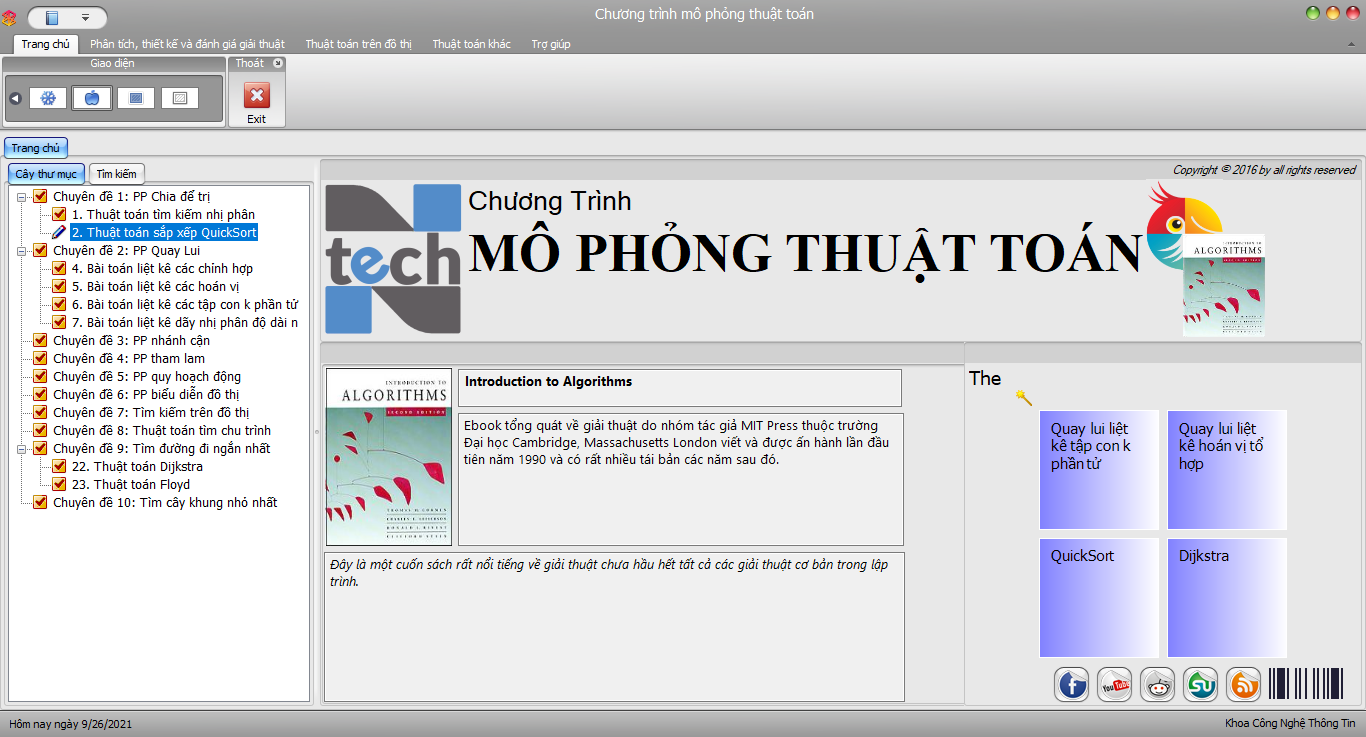 Chương trình mô phỏng thuật toán
Trang chủ Phân tích, thiết kế và đánh giá giải thuật Thuật toán trên đồ thị Thuật toán khác Trợ giúp
Giao diện
Thoát
Exit
Trang chủ
Cây thư mục Tìm kiếm
Chuyên đề 1: PP Chia để trị
1. Thuật toán tìm kiếm nhị phân
2. Thuật toán sắp xếp QuickSort
Chuyên đề 2: PP Quay Lui
4. Bài toán liệt kê các chỉnh hợp
5. Bài toán liệt kê các hoán vị
6. Bài toán liệt kê các tập con k phần tử
7. Bài toán liệt kê dãy nhị phân độ dài n
Chuyên đề 3: PP nhánh cận
Chuyên đề 4: PP tham lam
Chuyên đề 5: PP quy hoạch động
Chuyên đề 6: PP biểu diễn đồ thị
Chuyên đề 7: Tìm kiếm trên đồ thị
Chuyên đề 8: Thuật toán tìm chu trình
Chuyên đề 9: Tìm đường đi ngắn nhất
22. Thuật toán Dijkstra
23. Thuật toán Floyd
Chuyên đề 10: Tìm cây khung nhỏ nhất
Copyright © 2016 by all rights reserved
tech
Chương Trình
MÔ PHỎNG THUẬT TOÁN
INTRODUCTION TO
ALGORITHMS
INTRODUCTION TO
ALGORITHMS
SECOND EDITION
THOMAS H. CORMEN
CHARLES E. LEISERSON
RONALD L. RIVEST
CLIFFORD STEIN
Introduction to Algorithms
Ebook tổng quát về giải thuật do nhóm tác giả MIT Press thuộc trường
Đại học Cambridge, Massachusetts London viết và được ấn hành lần đầu
tiên năm 1990 và có rất nhiều tái bản các năm sau đó.
Đây là một cuốn sách rất nổi tiếng về giải thuật chưa hầu hết tất cả các giải thuật cơ bản trong lập
trình.
The
Quay lui liệt
kê tập con k
phần tử
Quay lui liệt
kê hoán vị tổ
hợp
QuickSort
Dijkstra
You Tube
Hôm nay ngày 9/26/2021
Khoa Công Nghệ Thông Tin